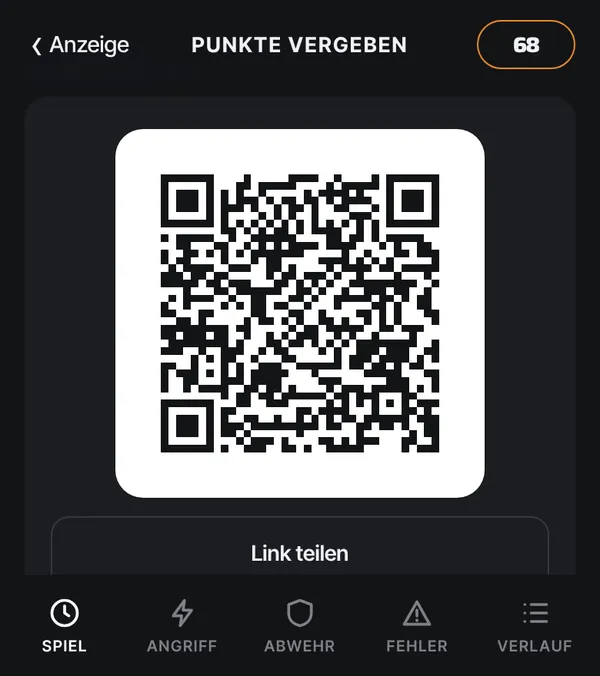 ‹ Anzeige
PUNKTE VERGEBEN
68
Link teilen
SPIEL
ANGRIFF
ABWEHR
FEHLER
VERLAUF